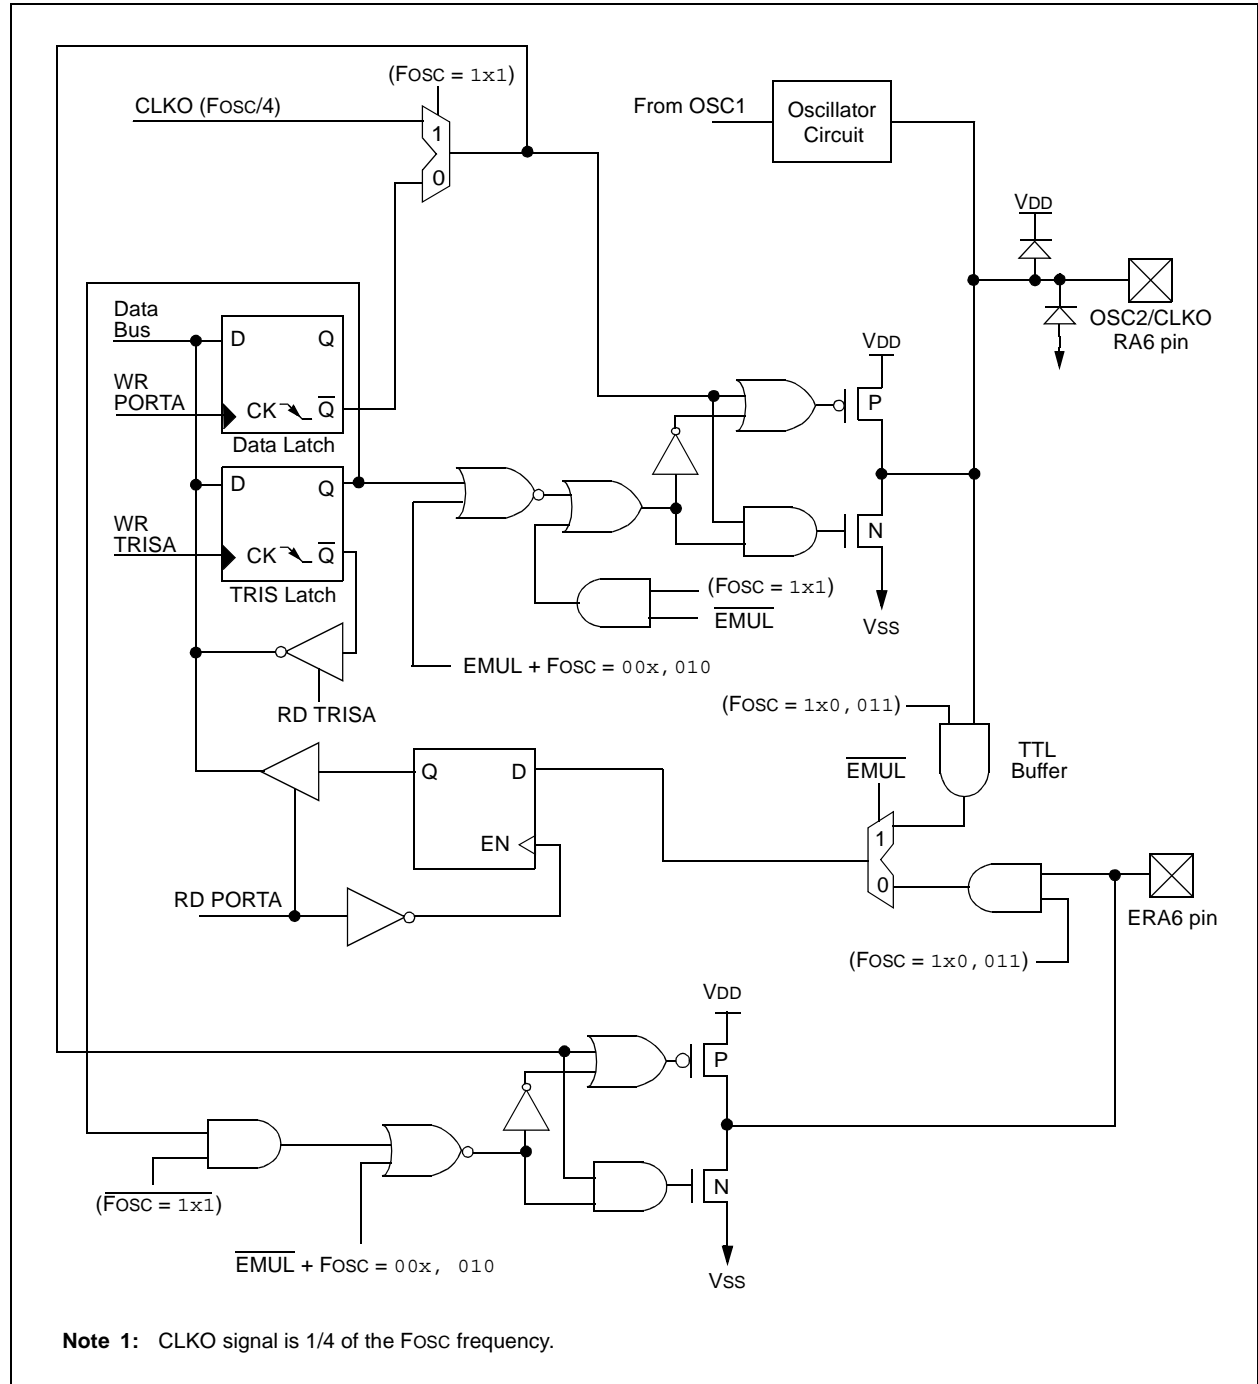 (FOSC = 1x1)
CLKO (FOSC/4)
1
0
From OSC1
Oscillator
Circuit
VDD
OSC2/CLKO
RA6 pin
Data
Bus
D
Q
WR
PORTA
CK
Q
Data Latch
D
Q
WR
TRISA
CK
Q
TRIS Latch
VDD
P
N
VSS
(FOSC = 1x1)
EMUL
EMUL + FOSC = 00x, 010
RD TRISA
(FOSC = 1x0, 011)
TTL
Buffer
EMUL
1
0
Q
D
EN
RD PORTA
ERA6 pin
(FOSC = 1x0, 011)
VDD
P
N
VSS
(FOSC = 1x1)
EMUL + FOSC = 00x, 010
Note 1: CLKO signal is 1/4 of the FOSC frequency.